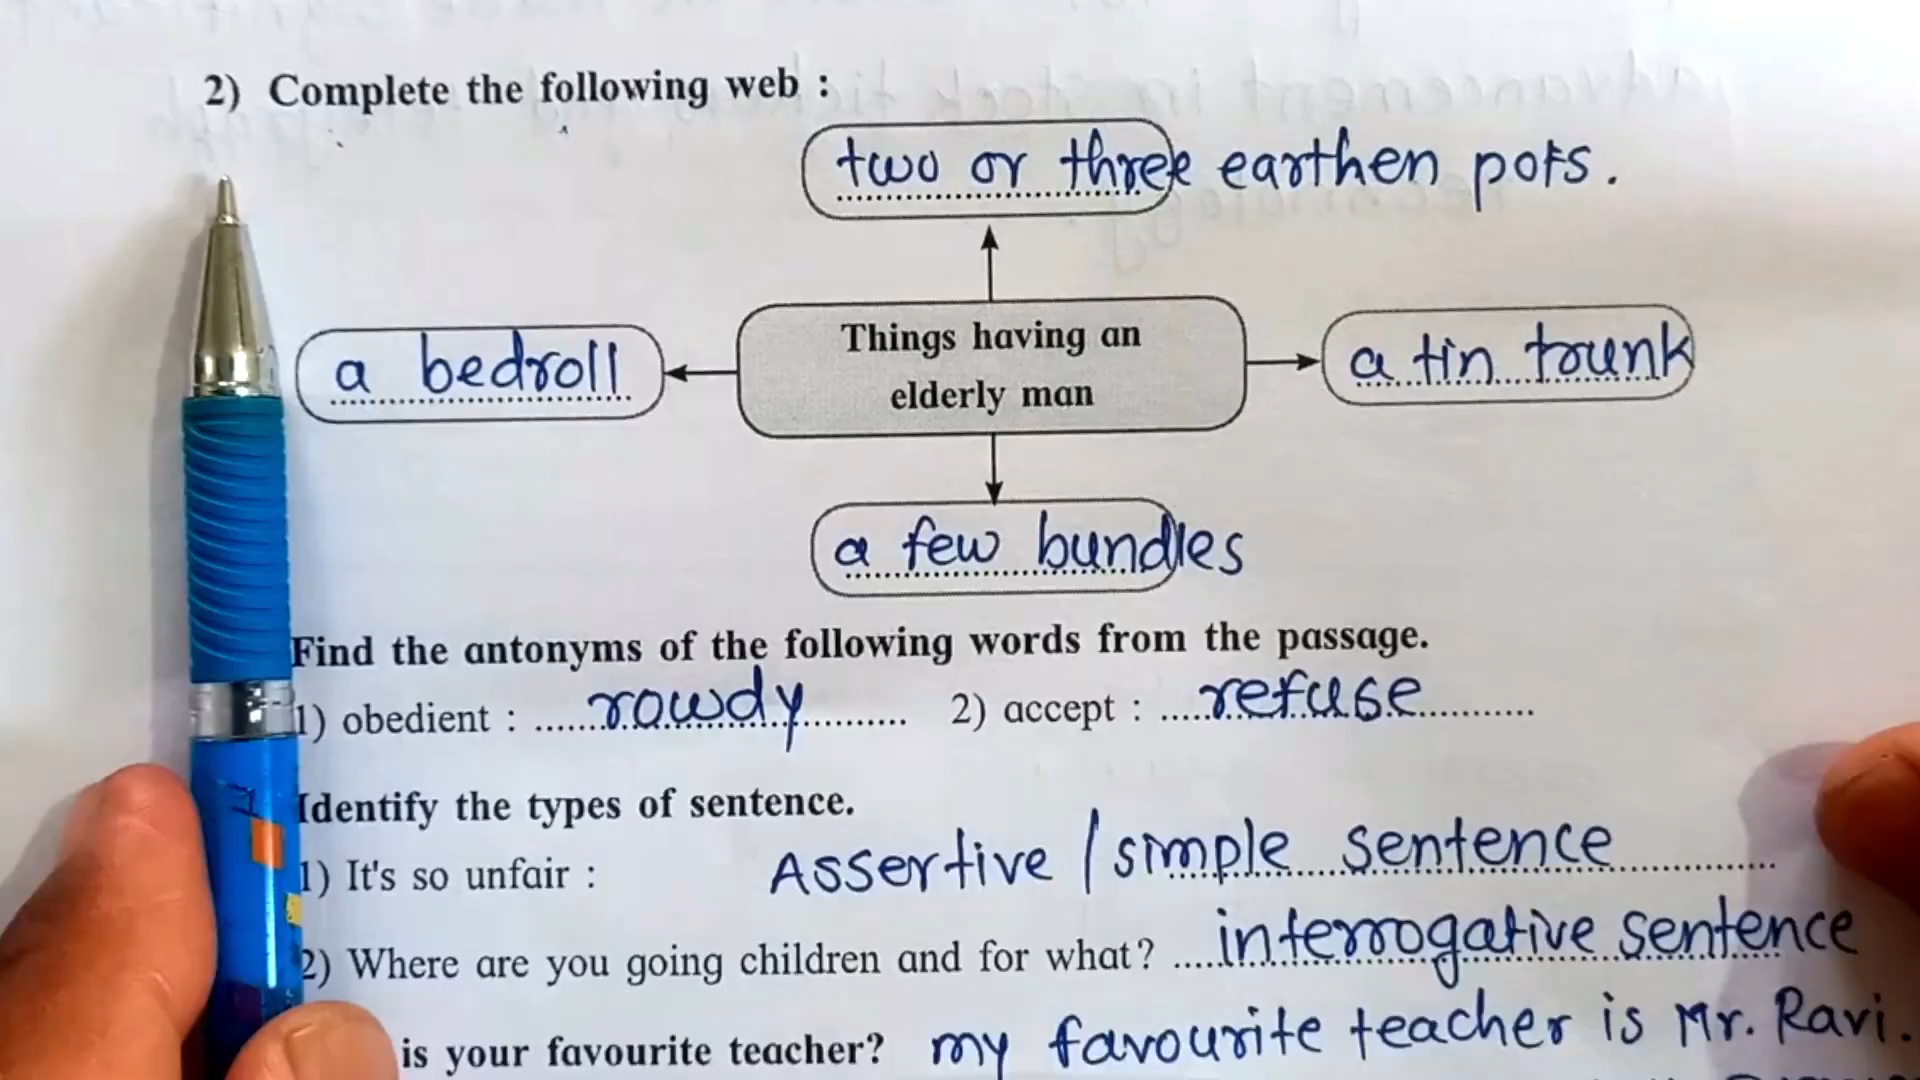 2) Complete the following web :
two or three earthen pots.
Things having an
elderly man
a bedroll
a tin trunk
a few bundles
Find the antonyms of the following words from the passage.
1) obedient : ...... rowdy ............ 2) accept : ..... refuse ............
Identify the types of sentence.
1) It's so unfair : Assertive / simple sentence ............
2) Where are you going children and for what? .... interrogative sentence
is your favourite teacher? my favourite teacher is Mr. Ravi.